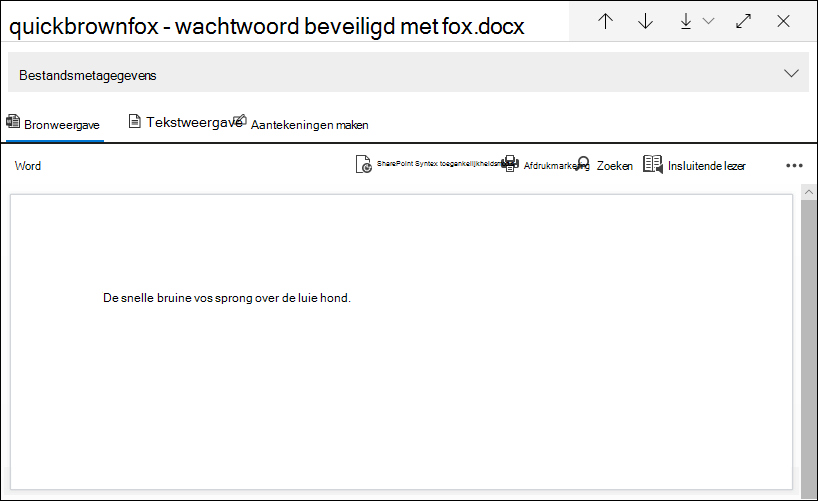 quickbrownfox - wachtwoord beveiligd met fox.docx
Bestandsmetagegevens
Bronweergave Tekstweergave Aantekeningen maken
Word SharePoint Syntex Afdrukmarkering Zoeken Insluitende lezer
De snelle bruine vos sprong over de luie hond.